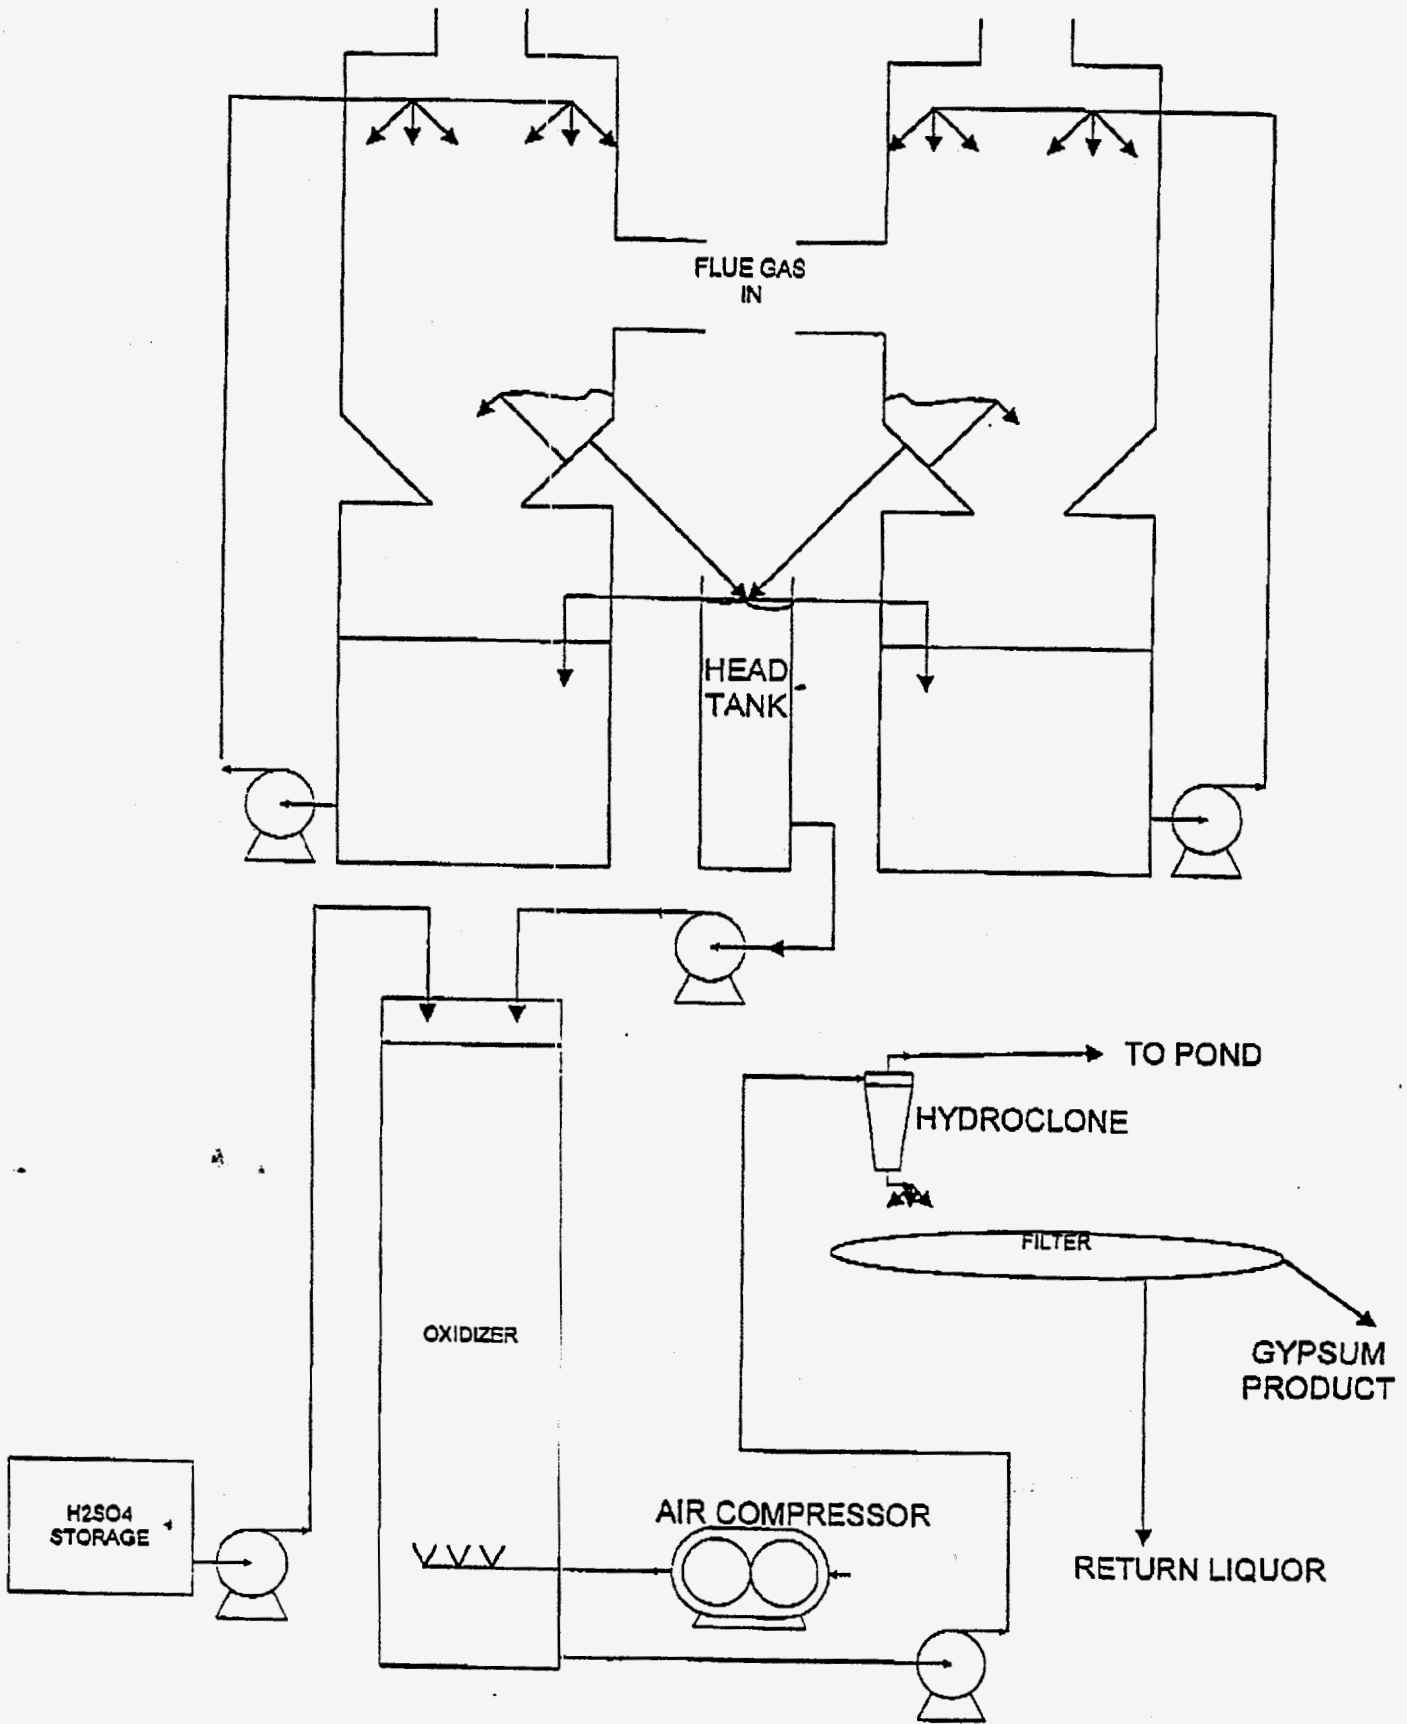 FLUE GAS
IN
HEAD
TANK
TO POND
HYDROCLONE
FILTER
OXIDIZER
GYPSUM
PRODUCT
H2SO4
STORAGE
AIR COMPRESSOR
RETURN LIQUOR